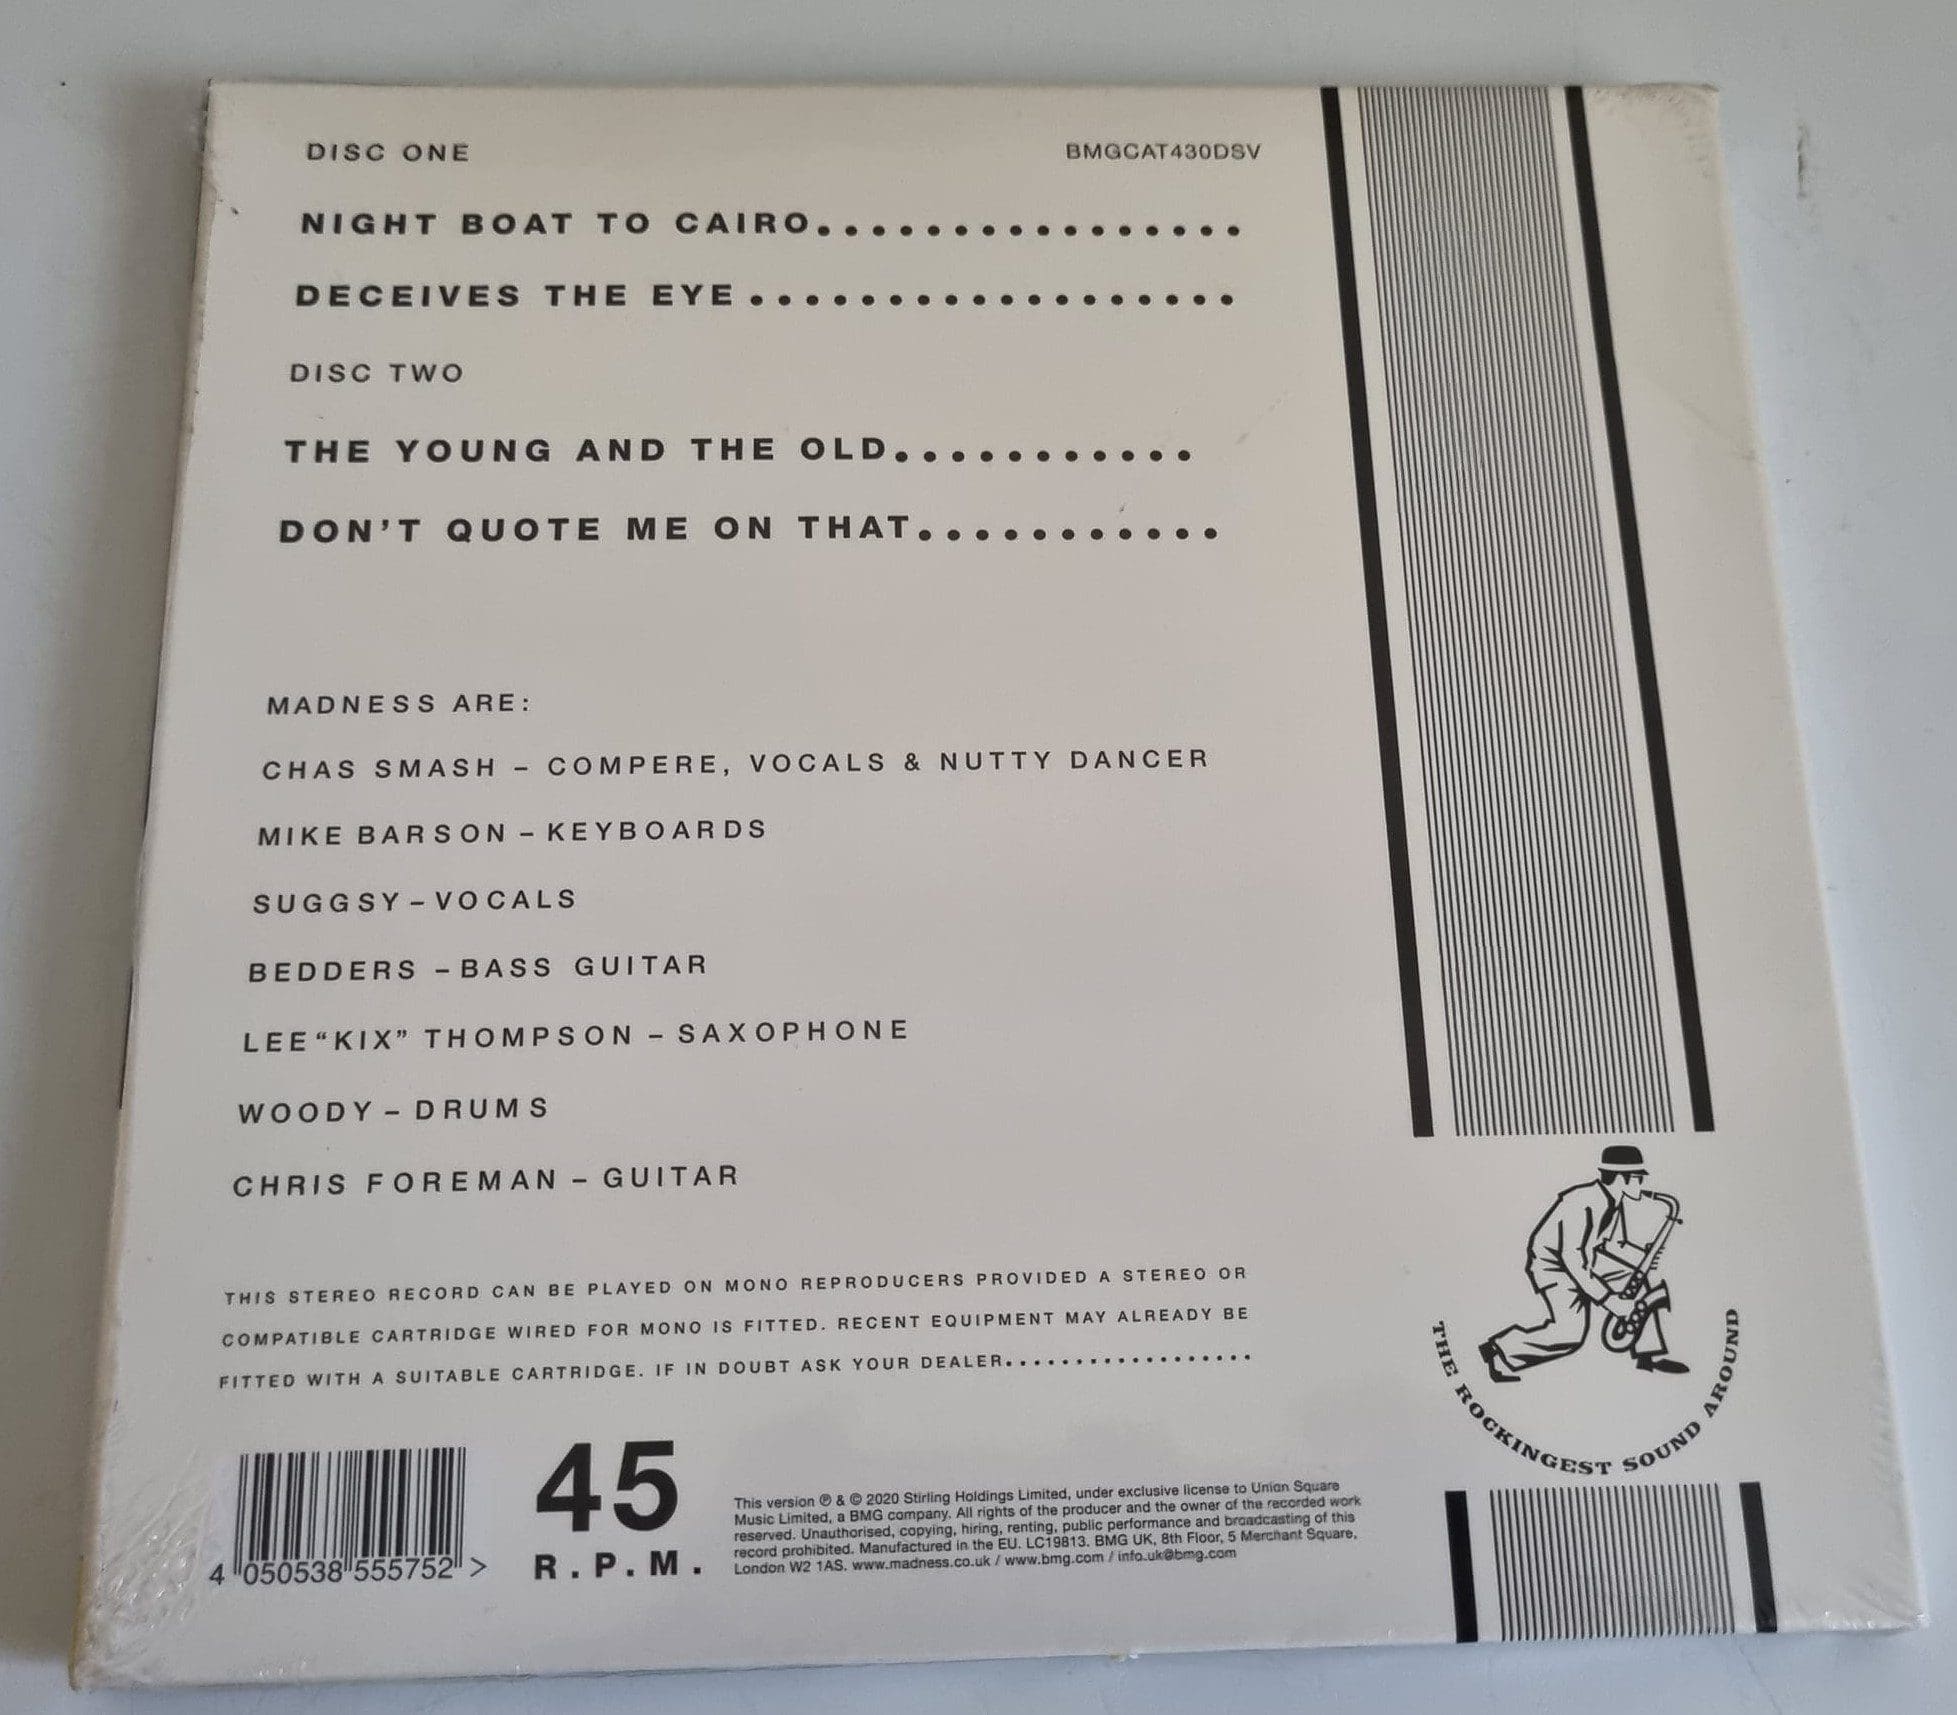 DISC ONE
BMGCAT430DSV
NIGHT BOAT TO CAIRO................
DECEIVES THE EYE..................
DISC TWO
THE YOUNG AND THE OLD...........
DON'T QUOTE ME ON THAT...........
MADNESS ARE:
CHAS SMASH – COMPERE, VOCALS & NUTTY DANCER
MIKE BARSON – KEYBOARDS
SUGGSY – VOCALS
BEDDERS – BASS GUITAR
LEE “KIX” THOMPSON – SAXOPHONE
WOODY – DRUMS
CHRIS FOREMAN – GUITAR
THIS STEREO RECORD CAN BE PLAYED ON MONO REPRODUCERS PROVIDED A STEREO OR
COMPATIBLE CARTRIDGE WIRED FOR MONO IS FITTED. RECENT EQUIPMENT MAY ALREADY BE
FITTED WITH A SUITABLE CARTRIDGE. IF IN DOUBT ASK YOUR DEALER..................
THE ROCKINGEST SOUND AROUND
4 050538 555752 >
45
R.P.M.
This version ℗ & © 2020 Stirling Holdings Limited, under exclusive license to Union Square
Music Limited, a BMG company. All rights of the producer and the owner of the recorded work
reserved. Unauthorised, copying, hiring, renting, public performance and broadcasting of this
record prohibited. Manufactured in the EU. LC19813. BMG UK, 8th Floor, 5 Merchant Square,
London W2 1AS. www.madness.co.uk / www.bmg.com / info.uk@bmg.com